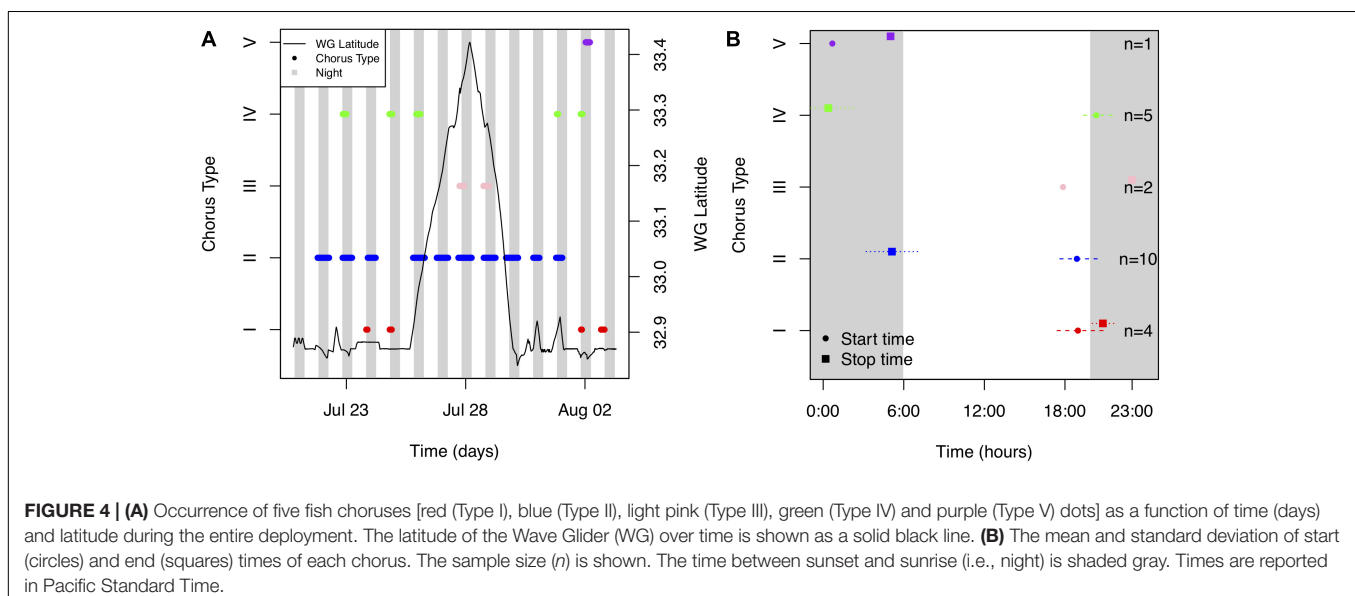 A
WG Latitude
Chorus Type
Night
V
IV
III
II
I
Chorus Type
33.4
33.3
33.2
33.1
33.0
32.9
WG Latitude
Jul 23
Jul 28
Aug 02
Time (days)
B
V
IV
III
II
I
Chorus Type
n=1
n=5
n=2
n=10
n=4
Start time
Stop time
0:00
6:00
12:00
18:00
23:00
Time (hours)
FIGURE 4 | (A) Occurrence of five fish choruses [red (Type I), blue (Type II), light pink (Type III), green (Type IV) and purple (Type V) dots] as a function of time (days)
and latitude during the entire deployment. The latitude of the Wave Glider (WG) over time is shown as a solid black line. (B) The mean and standard deviation of start
(circles) and end (squares) times of each chorus. The sample size (n) is shown. The time between sunset and sunrise (i.e., night) is shaded gray. Times are reported
in Pacific Standard Time.